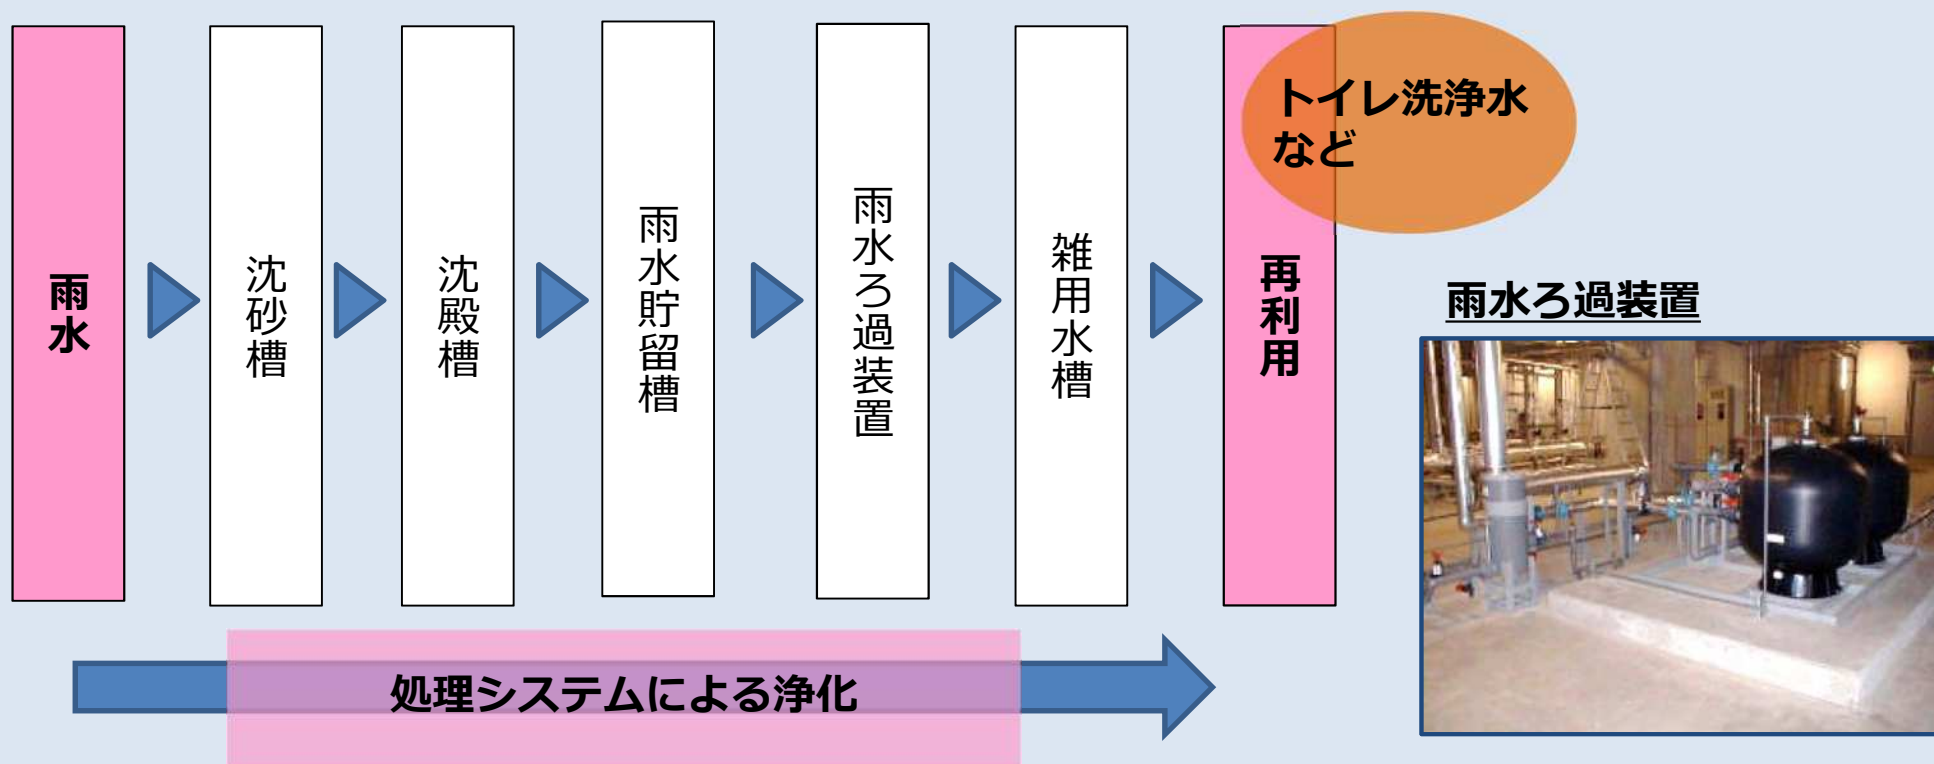 雨水
沈砂槽
沈殿槽
雨水貯留槽
雨水ろ過装置
雑用水槽
再利用
トイレ洗浄水
など
雨水ろ過装置
処理システムによる浄化